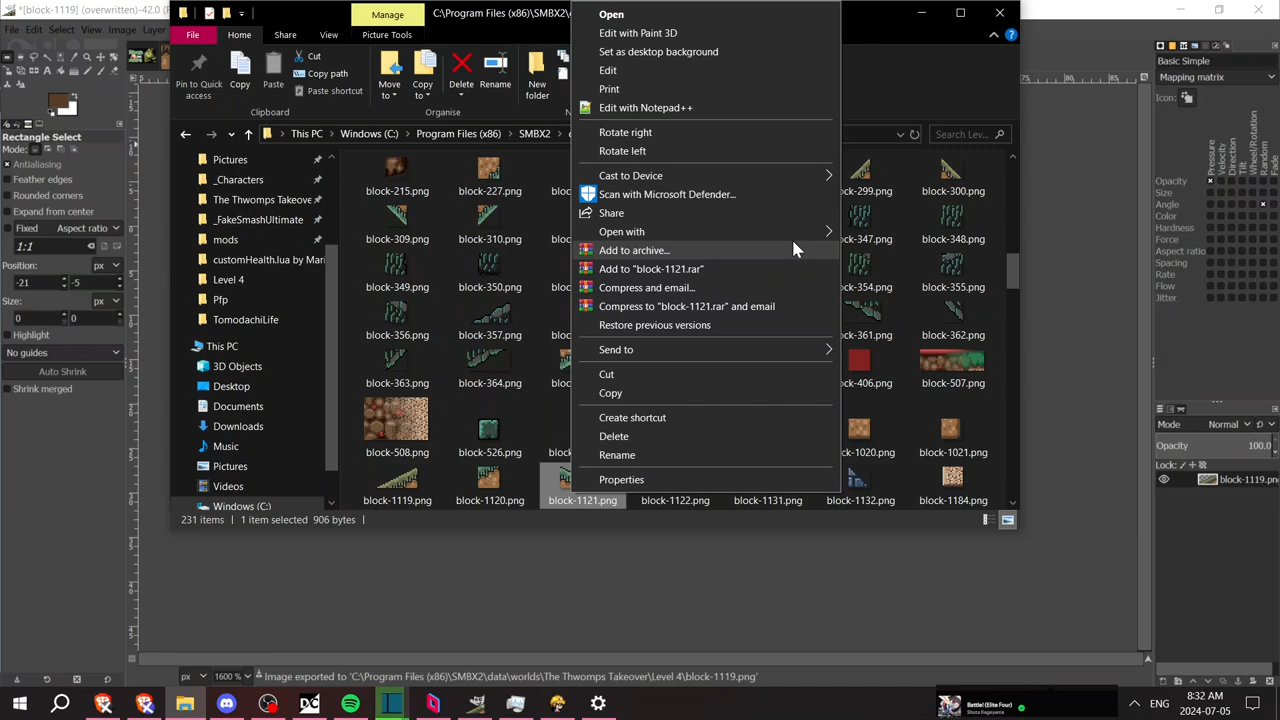 *[block-1119] (overwritten)-42.0 (
File Edit Select View Image
Manage
C:\Program Files (x86)\SMBX2\
File Home Share View Picture Tools
Pin to Quick access
Copy
Paste
Cut
Copy path
Paste shortcut
Move to
Copy to
Delete
Rename
New folder
Clipboard
Organise
This PC Windows (C:) Program Files (x86) SMBX2
Search Lev...
Pictures
_Characters
The Thwomps Takeove
_FakeSmashUltimate
mods
customHealth.lua by Mari
Level 4
Pfp
TomodachiLife
This PC
3D Objects
Desktop
Documents
Downloads
Music
Pictures
Videos
Windows (C:)
block-215.png block-227.png block-299.png block-300.png
block-309.png block-310.png block-347.png block-348.png
block-349.png block-350.png block-354.png block-355.png
block-356.png block-357.png block-361.png block-362.png
block-363.png block-364.png block-406.png block-507.png
block-508.png block-526.png block-1020.png block-1021.png
block-1119.png block-1120.png block-1121.png block-1122.png block-1131.png block-1132.png block-1184.png
231 items 1 item selected 906 bytes
Open
Edit with Paint 3D
Set as desktop background
Edit
Print
Edit with Notepad++
Rotate right
Rotate left
Cast to Device
Scan with Microsoft Defender...
Share
Open with
Add to archive...
Add to "block-1121.rar"
Compress and email...
Compress to "block-1121.rar" and email
Restore previous versions
Send to
Cut
Copy
Create shortcut
Delete
Rename
Properties
Rectangle Select
Mode:
Antialiasing
Feather edges
Rounded corners
Expand from center
Fixed Aspect ratio
1:1
Position: px
-21 -5
Size: px
0 0
Highlight
No guides
Auto Shrink
Shrink merged
75 80 85
Basic Simple
Mapping matrix
Icon:
Pressure Velocity Direction Tilt Wheel/Rotation Random Fade
Opacity
Size
Angle
Color
Hardness
Force
Aspect ratio
Spacing
Rate
Flow
Jitter
Mode Normal
Opacity 100.0
Lock:
block-1119.png
px 1600% Image exported to 'C:\Program Files (x86)\SMBX2\data\worlds\The Thwomps Takeover\Level 4\block-1119.png'
Battle! (Elite Four)
Shota Kageyama
ENG
8:32 AM
2024-07-05